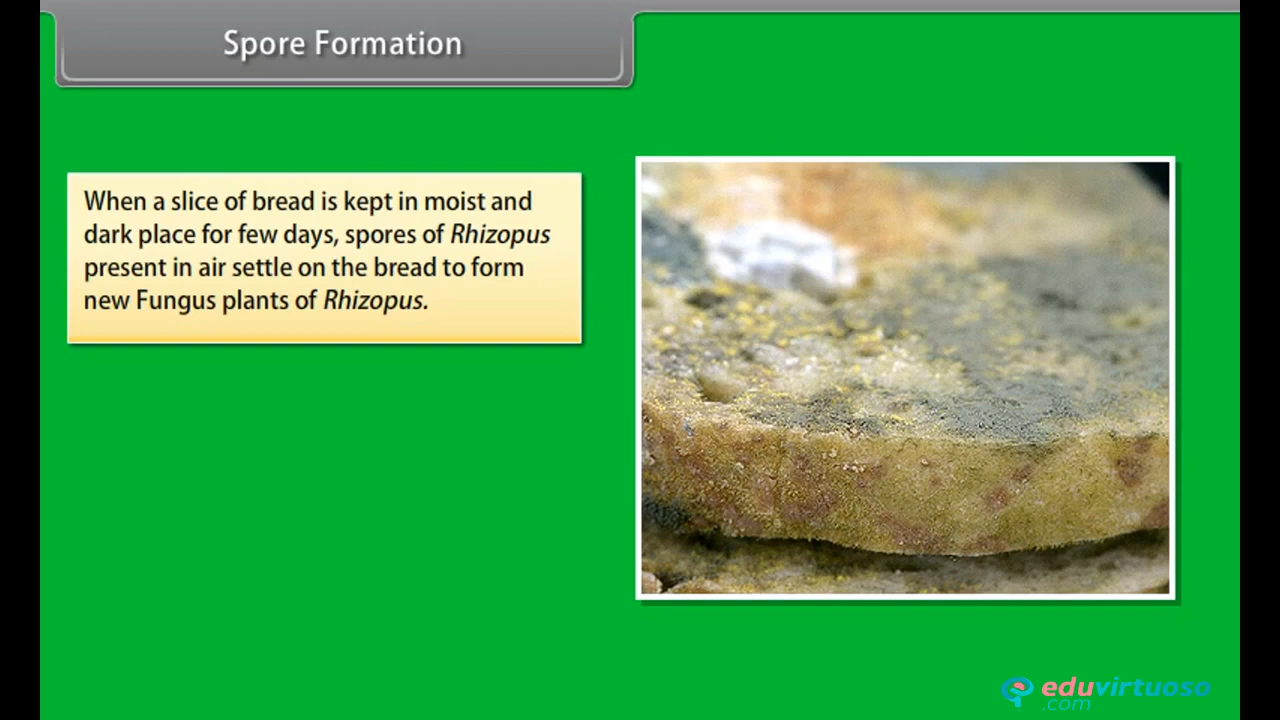 Spore Formation
When a slice of bread is kept in moist and
dark place for few days, spores of Rhizopus
present in air settle on the bread to form
new Fungus plants of Rhizopus.
eduvirtuoso
.com